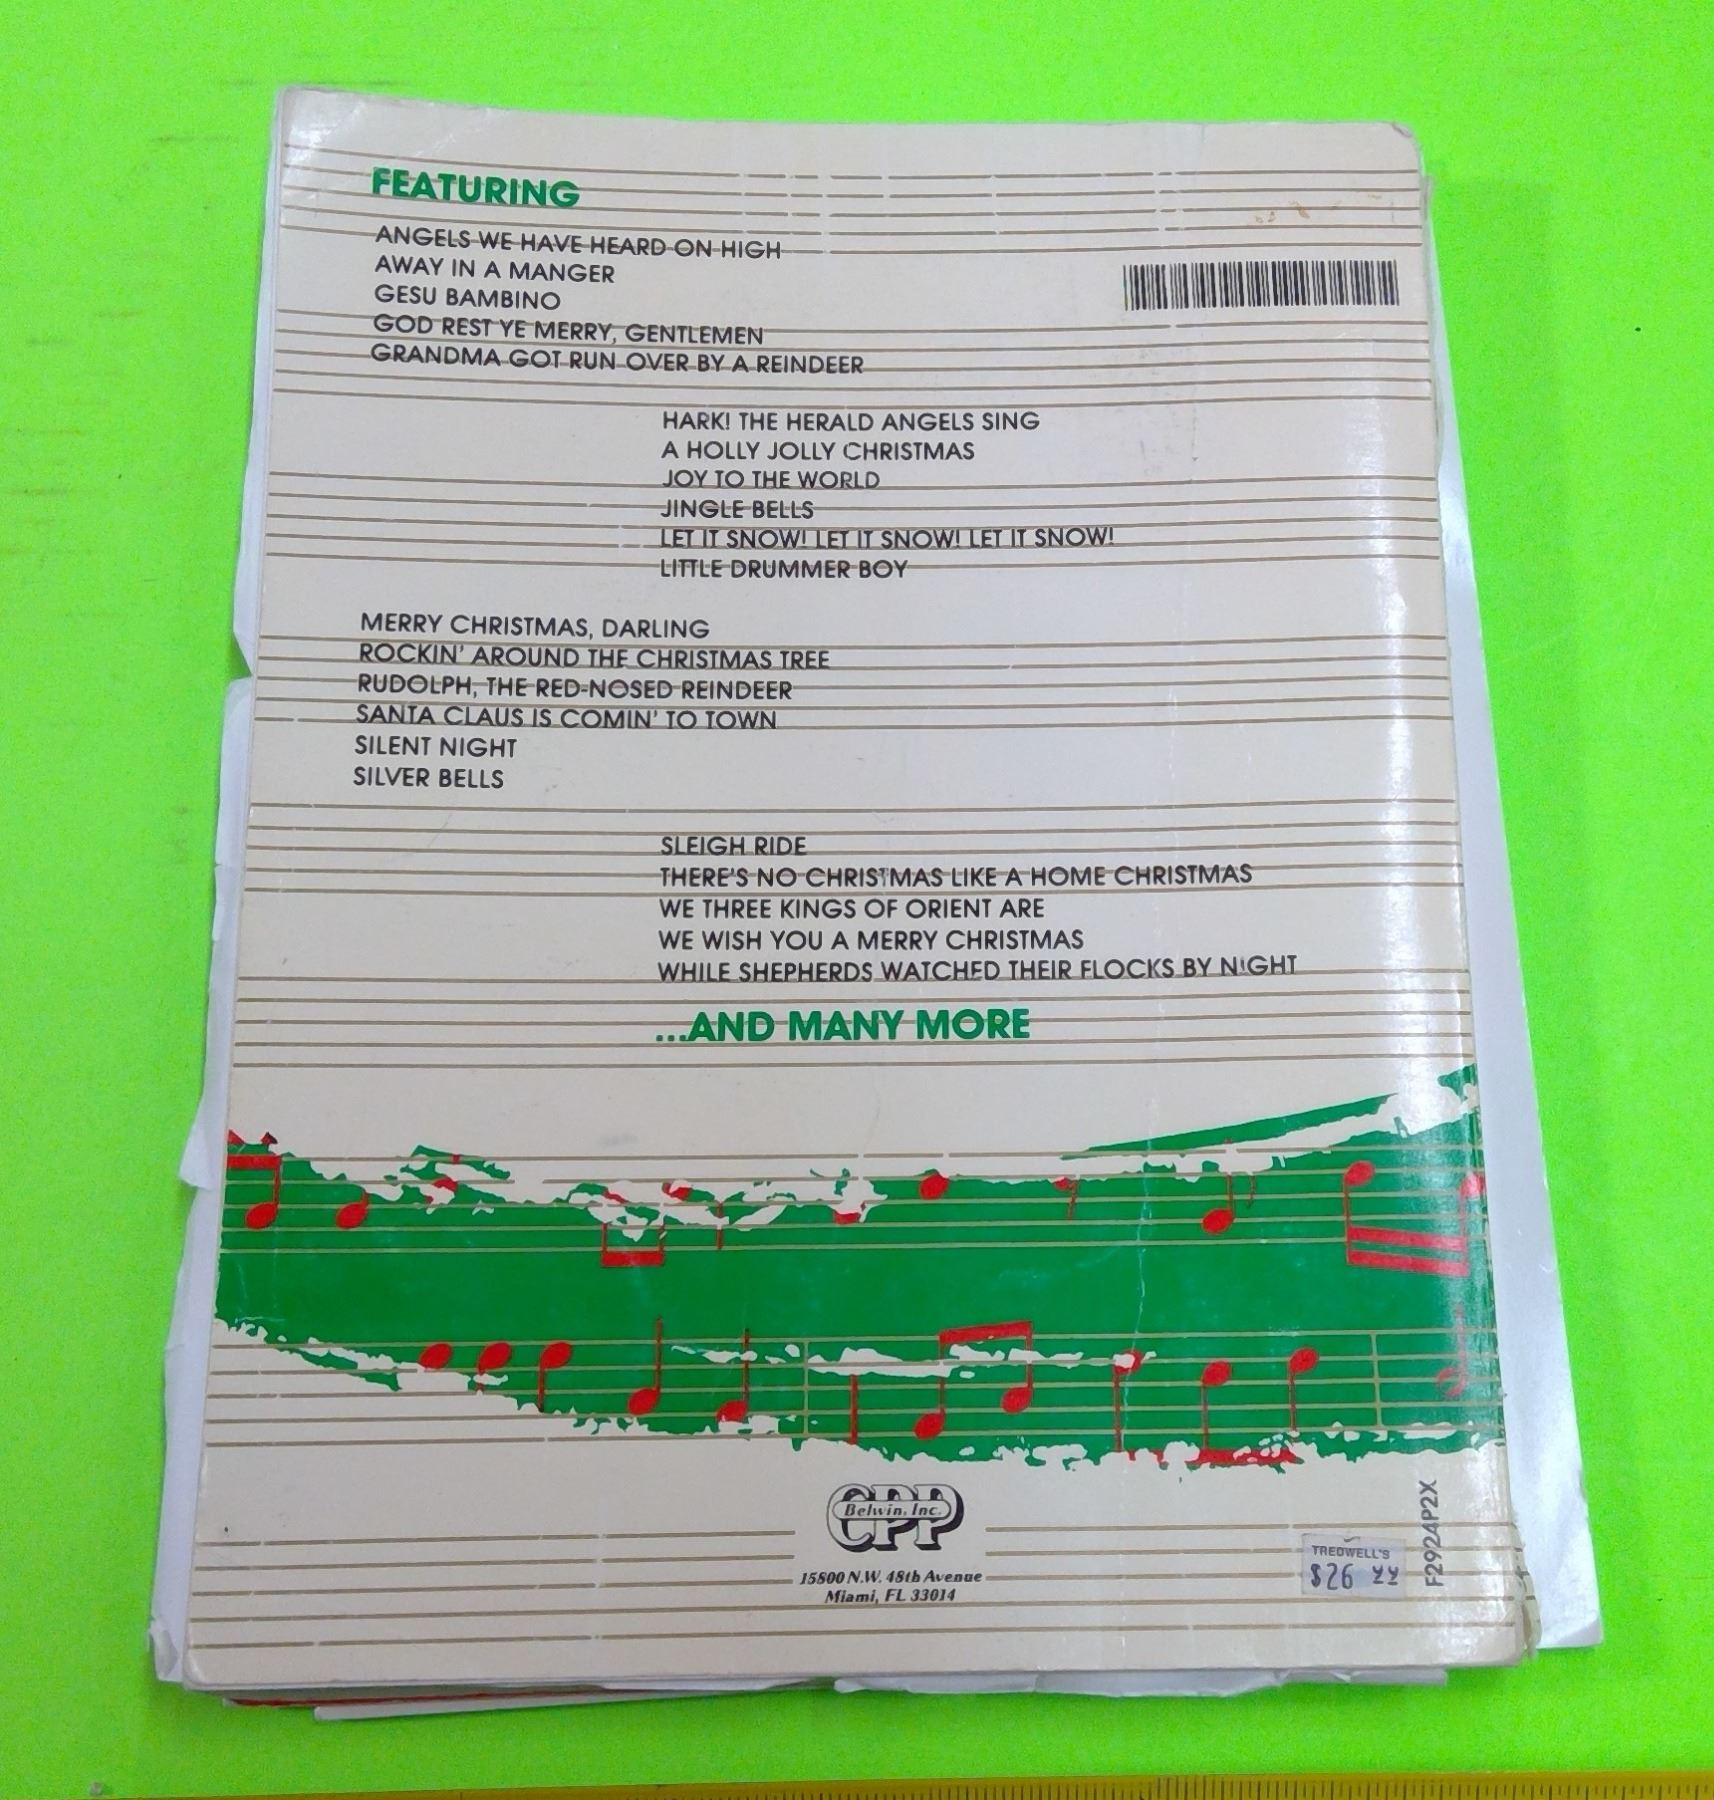 FEATURING
ANGELS WE HAVE HEARD ON HIGH
AWAY IN A MANGER
GESU BAMBINO
GOD REST YE MERRY, GENTLEMEN
GRANDMA GOT RUN OVER BY A REINDEER
HARK! THE HERALD ANGELS SING
A HOLLY JOLLY CHRISTMAS
JOY TO THE WORLD
JINGLE BELLS
LET IT SNOW! LET IT SNOW! LET IT SNOW!
LITTLE DRUMMER BOY
MERRY CHRISTMAS, DARLING
ROCKIN' AROUND THE CHRISTMAS TREE
RUDOLPH, THE RED-NOSED REINDEER
SANTA CLAUS IS COMIN' TO TOWN
SILENT NIGHT
SILVER BELLS
SLEIGH RIDE
THERE'S NO CHRISTMAS LIKE A HOME CHRISTMAS
WE THREE KINGS OF ORIENT ARE
WE WISH YOU A MERRY CHRISTMAS
WHILE SHEPHERDS WATCHED THEIR FLOCKS BY NIGHT
...AND MANY MORE
CPP
Belwin, Inc.
15800 N.W. 48th Avenue
Miami, FL 33014
TREDWELL'S
$26
F2924P2X